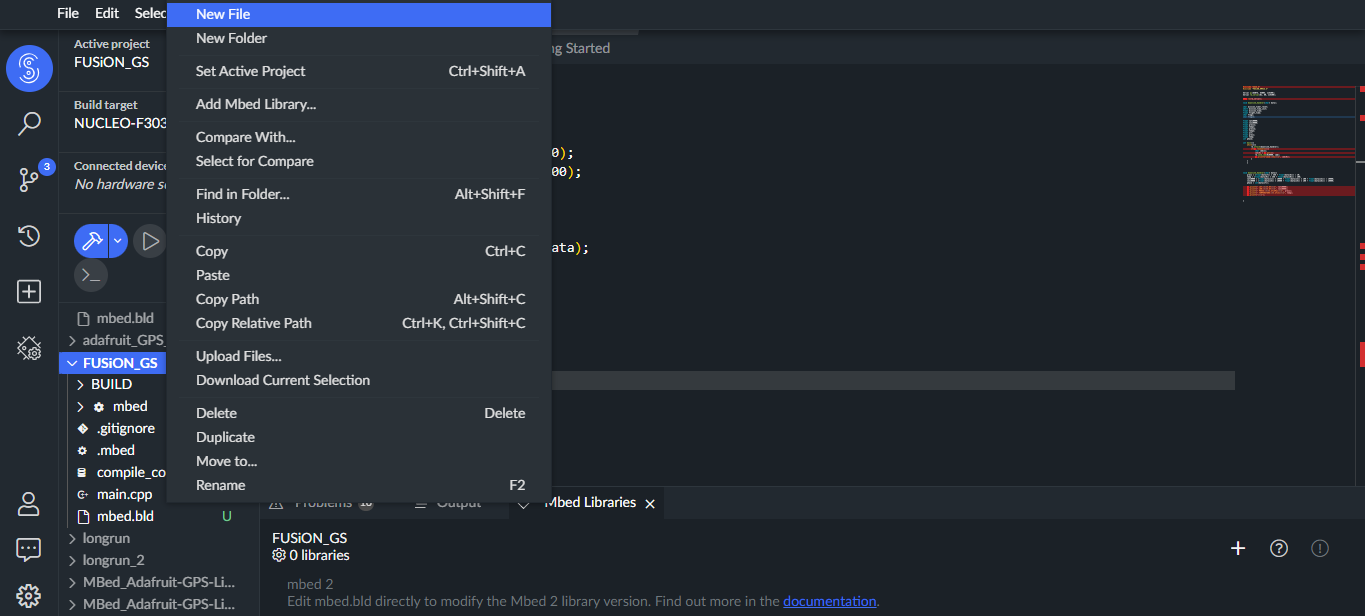 File Edit Selec
New File
New Folder
Set Active Project Ctrl+Shift+A
Add Mbed Library...
Compare With...
Select for Compare
Find in Folder... Alt+Shift+F
History
Copy Ctrl+C
Paste
Copy Path Alt+Shift+C
Copy Relative Path Ctrl+K, Ctrl+Shift+C
Upload Files...
Download Current Selection
Delete Delete
Duplicate
Move to...
Rename F2
Active project
FUSiON_GS
Build target
NUCLEO-F303
Connected device
No hardware se
3
mbed.bld
adafruit_GPS_
FUSiON_GS
BUILD
mbed
.gitignore
.mbed
compile_co
main.cpp
mbed.bld U
longrun
longrun_2
MBed_Adafruit-GPS-Li...
MBed_Adafruit-GPS-Li...
ng Started
0);
00);
ata);
Problems Output Mbed Libraries
FUSiON_GS
0 libraries
mbed 2
Edit mbed.bld directly to modify the Mbed 2 library version. Find out more in the documentation.